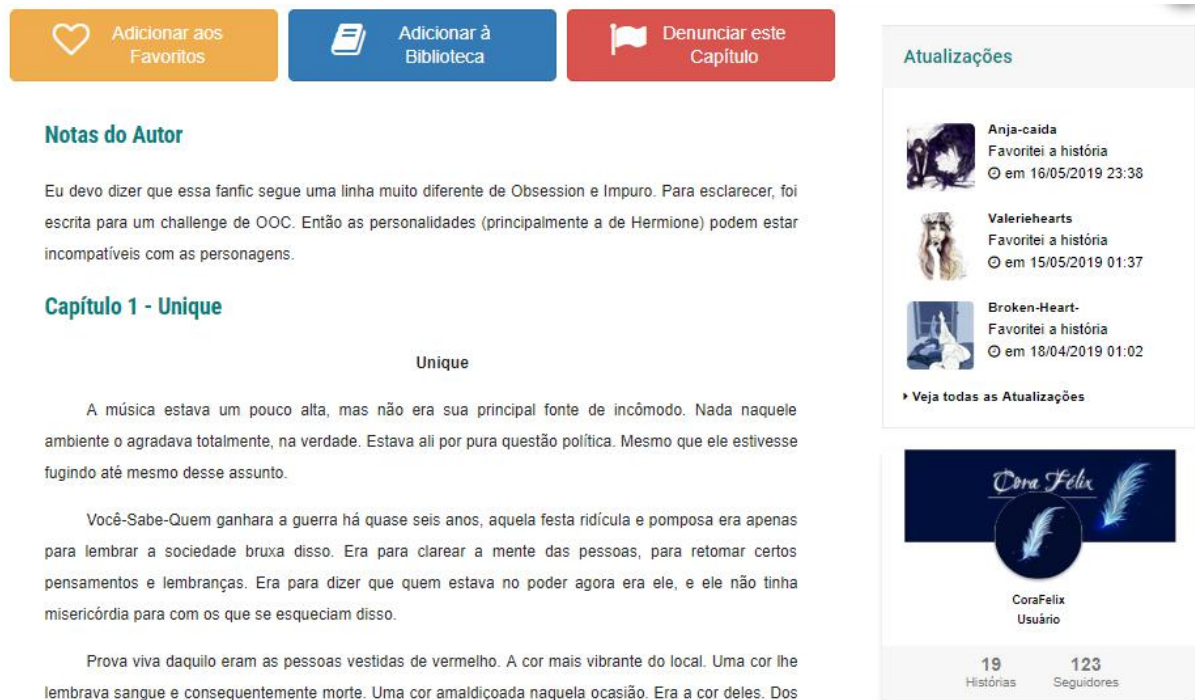 Adicionar aos
Favoritos
Adicionar à
Biblioteca
Denunciar este
Capítulo
Notas do Autor
Eu devo dizer que essa fanfic segue uma linha muito diferente de Obsession e Impuro. Para esclarecer, foi
escrita para um challenge de OOC. Então as personalidades (principalmente a de Hermione) podem estar
incompatíveis com as personagens.
Capítulo 1 - Unique
Unique
A música estava um pouco alta, mas não era sua principal fonte de incômodo. Nada naquele
ambiente o agradava totalmente, na verdade. Estava ali por pura questão política. Mesmo que ele estivesse
fugindo até mesmo desse assunto.
Você-Sabe-Quem ganhara a guerra há quase seis anos, aquela festa ridícula e pomposa era apenas
para lembrar a sociedade bruxa disso. Era para clarear a mente das pessoas, para retomar certos
pensamentos e lembranças. Era para dizer que quem estava no poder agora era ele, e ele não tinha
misericórdia para com os que se esqueciam disso.
Prova viva daquilo eram as pessoas vestidas de vermelho. A cor mais vibrante do local. Uma cor lhe
lembrava sangue e consequentemente morte. Uma cor amaldiçoada naquela ocasião. Era a cor deles. Dos
Atualizações
Anja-caida
Favoritei a história
em 16/05/2019 23:38
Valeriehearts
Favoritei a história
em 15/05/2019 01:37
Broken-Heart-
Favoritei a história
em 18/04/2019 01:02
Veja todas as Atualizações
Cora Félix
CoraFelix
Usuário
19 123
Histórias Seguidores